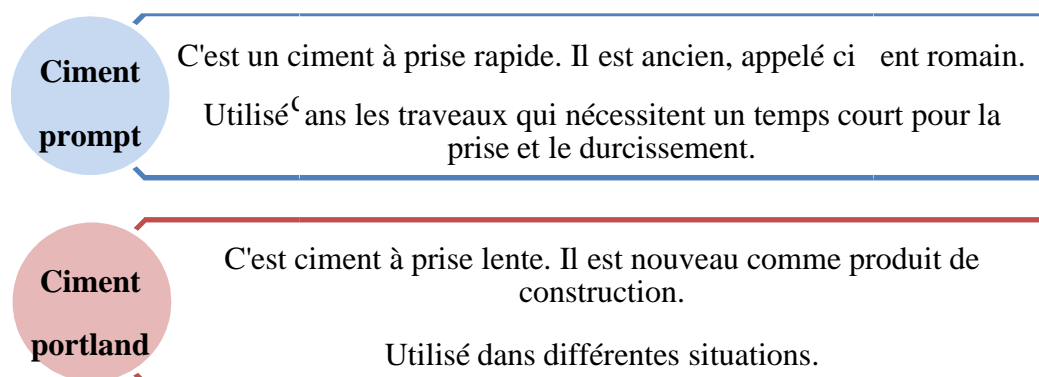 Ciment
prompt
C'est un ciment à prise rapide. Il est ancien, appelé ci ent romain.
Utilisé ans les traveaux qui nécessitent un temps court pour la
prise et le durcissement.
Ciment
portland
C'est ciment à prise lente. Il est nouveau comme produit de
construction.
Utilisé dans différentes situations.